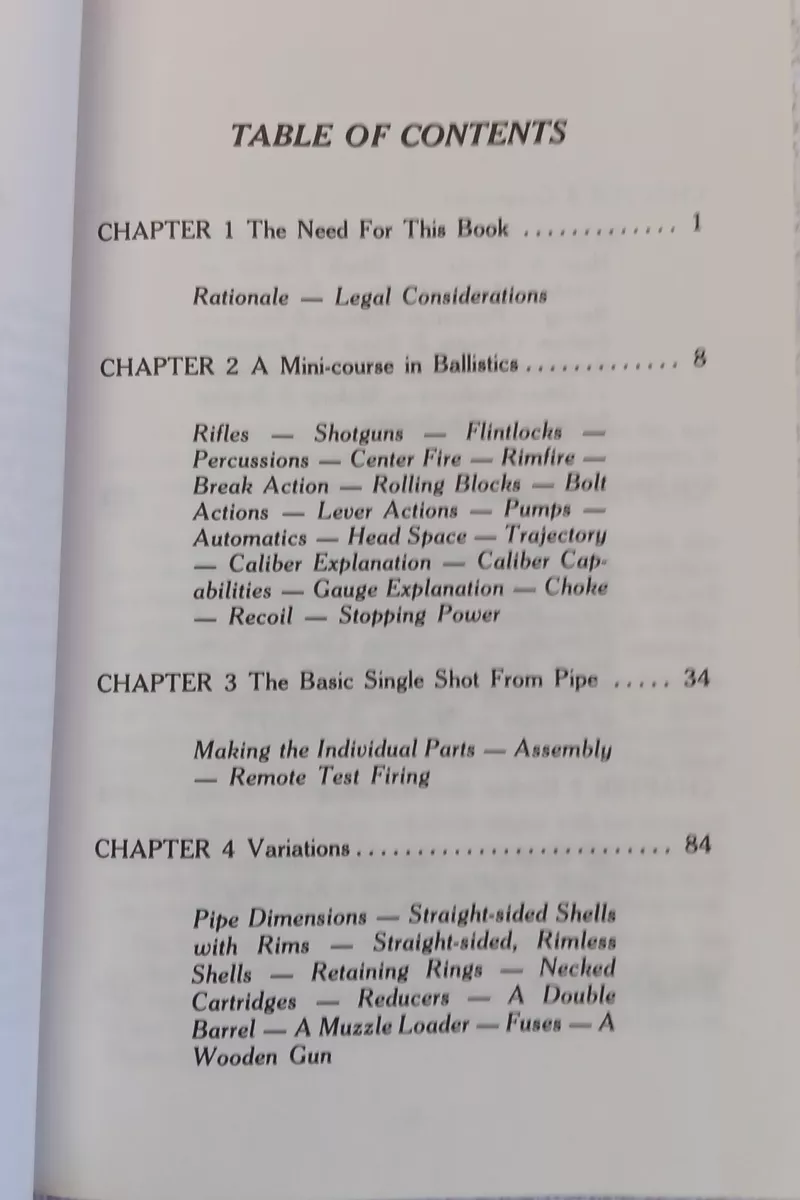 TABLE OF CONTENTS
CHAPTER 1 The Need For This Book ............. 1
Rationale — Legal Considerations
CHAPTER 2 A Mini-course in Ballistics ............. 8
Rifles — Shotguns — Flintlocks —
Percussions — Center Fire — Rimfire —
Break Action — Rolling Blocks — Bolt
Actions — Lever Actions — Pumps —
Automatics — Head Space — Trajectory
— Caliber Explanation — Caliber Cap-
abilities — Gauge Explanation — Choke
— Recoil — Stopping Power
CHAPTER 3 The Basic Single Shot From Pipe ..... 34
Making the Individual Parts — Assembly
— Remote Test Firing
CHAPTER 4 Variations ........................... 84
Pipe Dimensions — Straight-sided Shells
with Rims — Straight-sided, Rimless
Shells — Retaining Rings — Necked
Cartridges — Reducers — A Double
Barrel — A Muzzle Loader — Fuses — A
Wooden Gun